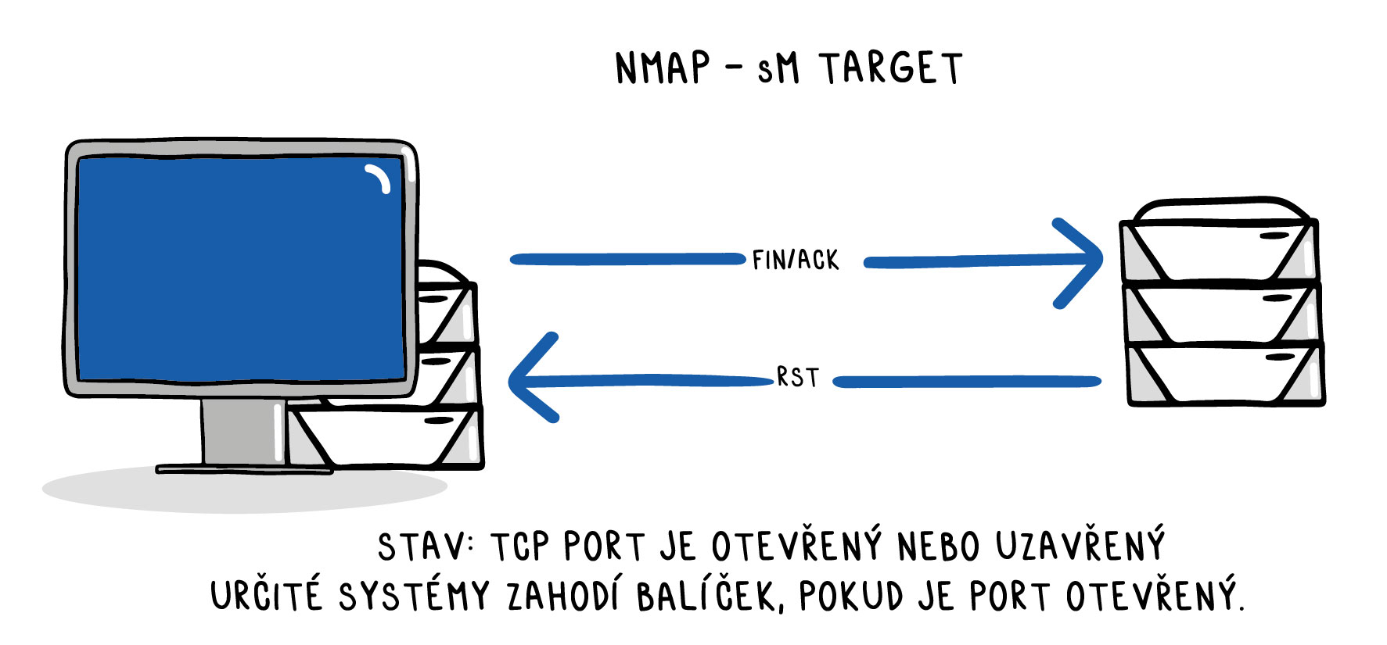 NMAP - sM TARGET
FIN/ACK
RST
STAV: TCP PORT JE OTEVŘENÝ NEBO UZAVŘENÝ
URČITÉ SYSTÉMY ZAHODÍ BALÍČEK, POKUD JE PORT OTEVŘENÝ.